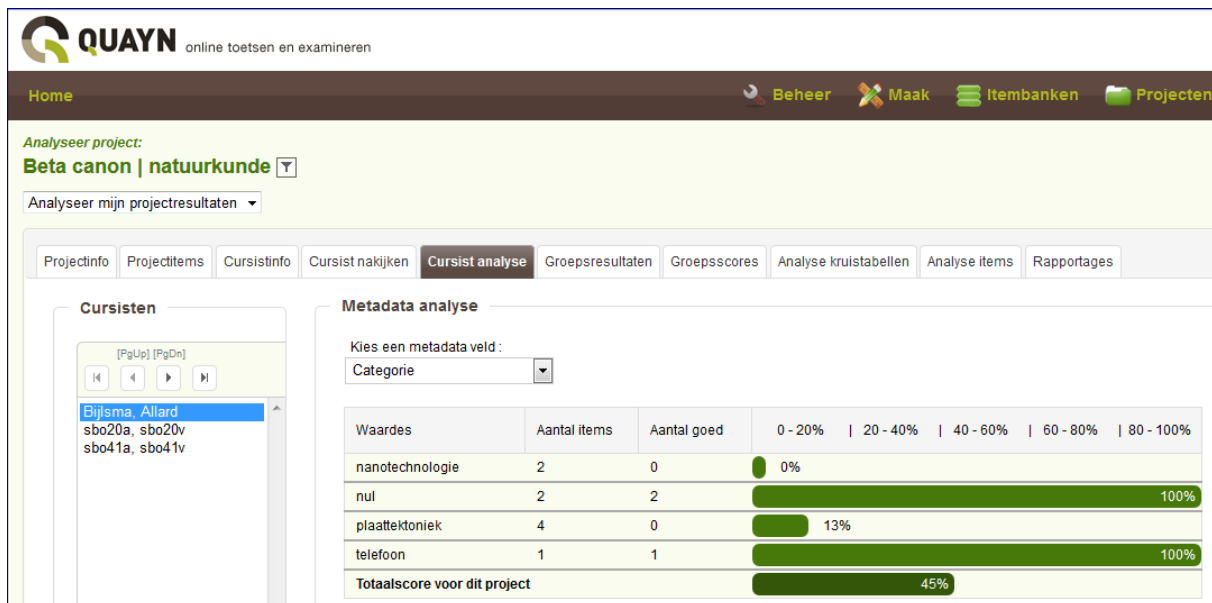 QUAYN online toetsen en examineren
Home Beheer Maak Itembanken Projecten
Analyseer project:
Beta canon | natuurkunde
Analyseer mijn projectresultaten
Projectinfo Projectitems Cursistinfo Cursist nakijken Cursist analyse Groepsresultaten Groepsscores Analyse kruistabellen Analyse items Rapportages
Cursisten
[PgUp] [PgDn]
Bijlsma, Allard
sbo20a, sbo20v
sbo41a, sbo41v
Metadata analyse
Kies een metadata veld :
Categorie
Waardes Aantal items Aantal goed 0 - 20% | 20 - 40% | 40 - 60% | 60 - 80% | 80 - 100%
nanotechnologie 2 0 0%
nul 2 2 100%
plaattektoniek 4 0 13%
telefoon 1 1 100%
Totaalscore voor dit project 45%